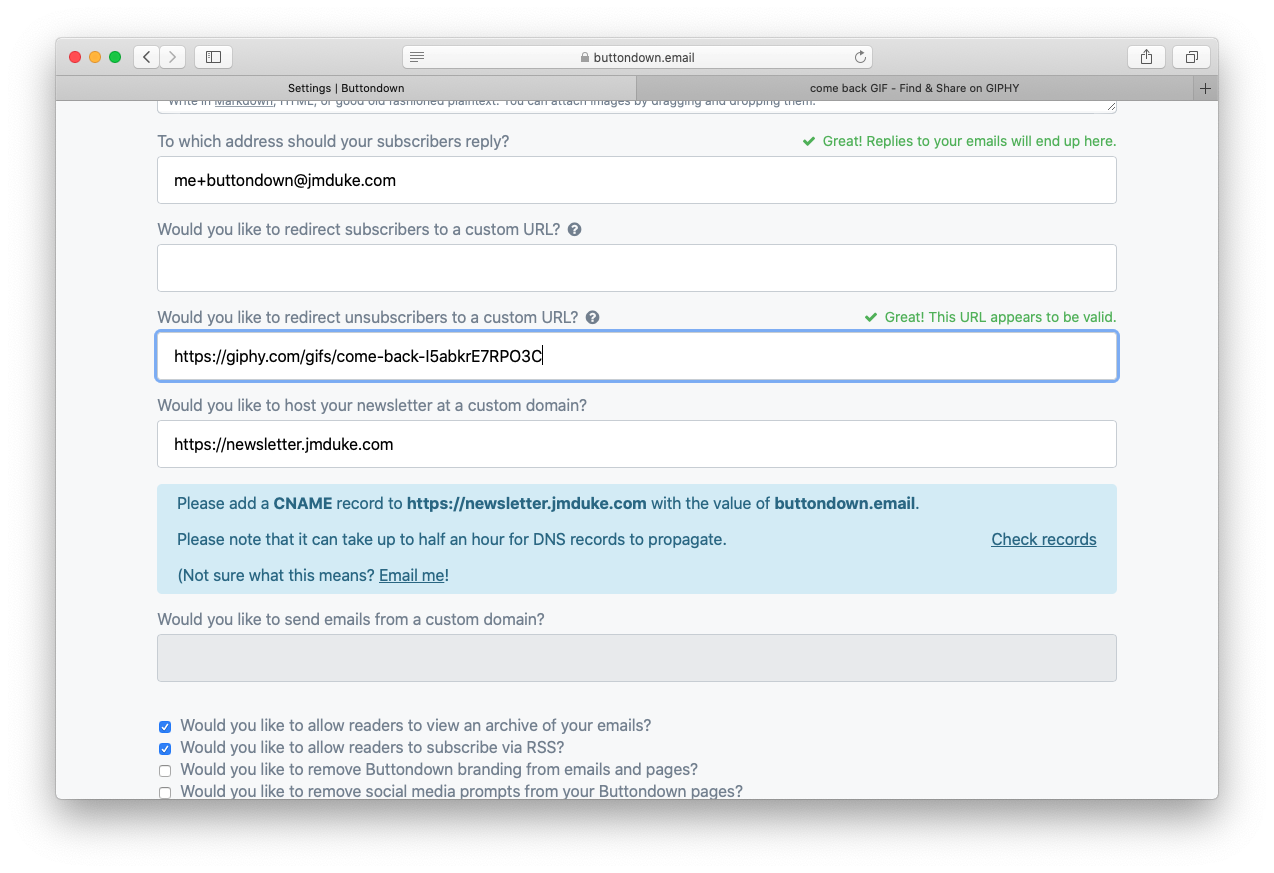 buttondown.email
Settings | Buttondown
come back GIF - Find & Share on GIPHY
Write in Markdown, HTML, or good old fashioned plaintext. You can attach images by dragging and dropping them.
To which address should your subscribers reply?
Great! Replies to your emails will end up here.
me+buttondown@jmduke.com
Would you like to redirect subscribers to a custom URL?
Would you like to redirect unsubscribers to a custom URL?
Great! This URL appears to be valid.
https://giphy.com/gifs/come-back-l5abkrE7RPO3C
Would you like to host your newsletter at a custom domain?
https://newsletter.jmduke.com
Please add a CNAME record to https://newsletter.jmduke.com with the value of buttondown.email.
Please note that it can take up to half an hour for DNS records to propagate.
Check records
(Not sure what this means? Email me!
Would you like to send emails from a custom domain?
Would you like to allow readers to view an archive of your emails?
Would you like to allow readers to subscribe via RSS?
Would you like to remove Buttondown branding from emails and pages?
Would you like to remove social media prompts from your Buttondown pages?